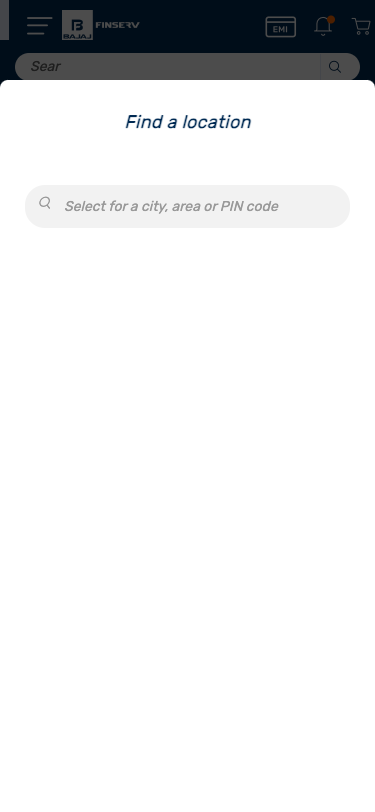 BAJAJ
FINSERV
EMI
Sear
Find a location
Select for a city, area or PIN code